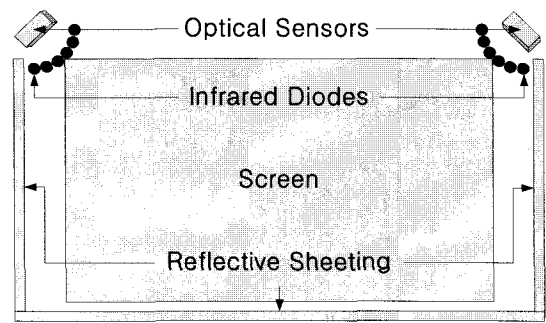 Optical Sensors
Infrared Diodes
Screen
Reflective Sheeting